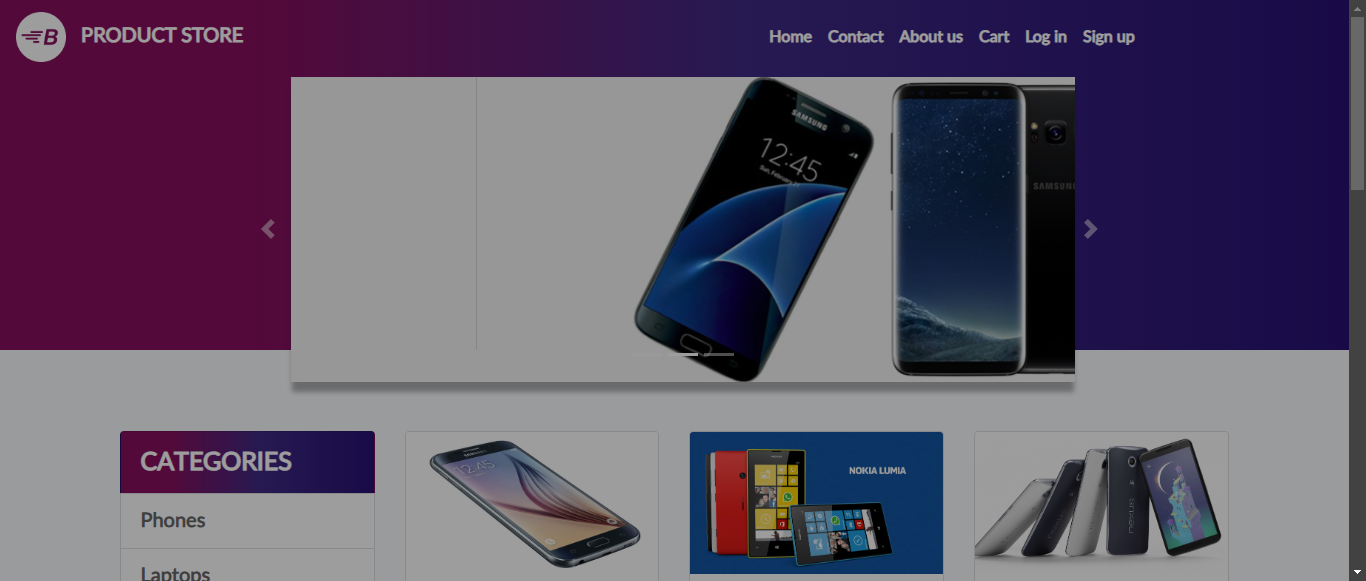 B PRODUCT STORE
Home Contact About us Cart Log in Sign up
SAMSUNG
12:45
SAMSUNG
CATEGORIES
Phones
Laptops
12:45
NOKIA LUMIA
nexus